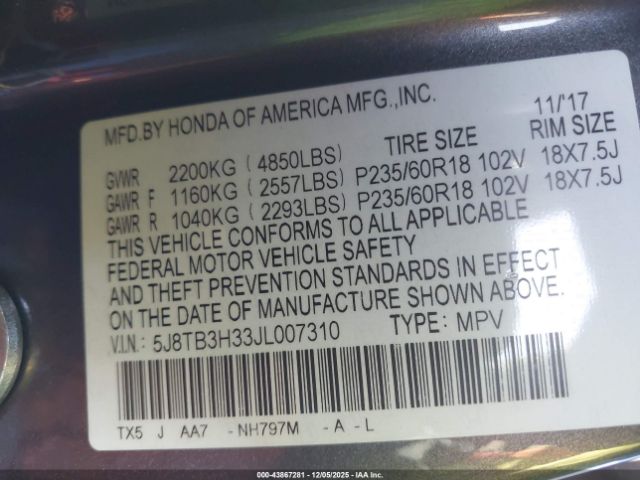 MFD.BY HONDA OF AMERICA MFG.,INC. 11/'17
TIRE SIZE RIM SIZE
GVWR 2200KG (4850LBS)
GAWR F 1160KG (2557LBS) P235/60R18 102V 18X7.5J
GAWR R 1040KG (2293LBS) P235/60R18 102V 18X7.5J
THIS VEHICLE CONFORMS TO ALL APPLICABLE
FEDERAL MOTOR VEHICLE SAFETY
AND THEFT PREVENTION STANDARDS IN EFFECT
ON THE DATE OF MANUFACTURE SHOWN ABOVE.
V.I.N.: 5J8TB3H33JL007310 TYPE: MPV
TX5 J AA7 -NH797M -A -L
000-43867281 - 12/05/2025 - IAA Inc.